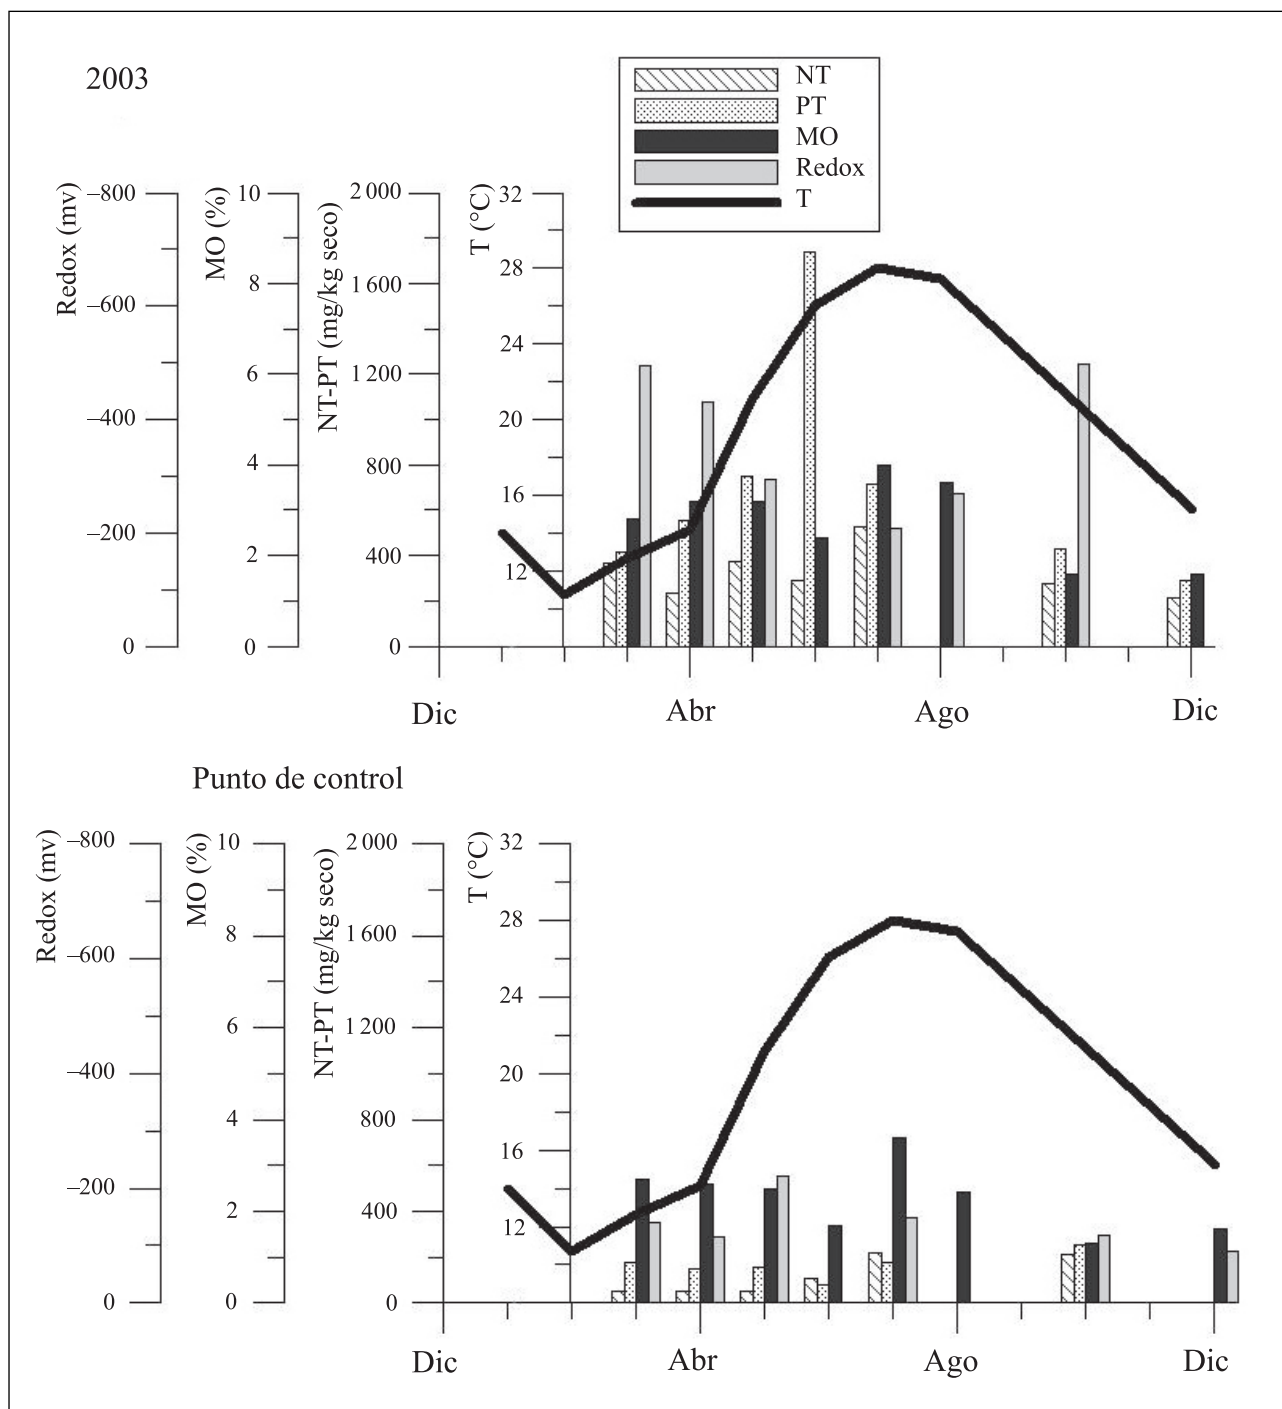 2003
NT
PT
MO
Redox
T
Redox (mv)
–800
–600
–400
–200
0
MO (%)
10
8
6
4
2
0
NT-PT (mg/kg seco)
2 000
1 600
1 200
800
400
0
T (°C)
32
28
24
20
16
12
Dic
Abr
Ago
Dic
Punto de control
Redox (mv)
–800
–600
–400
–200
0
MO (%)
10
8
6
4
2
0
NT-PT (mg/kg seco)
2 000
1 600
1 200
800
400
0
T (°C)
32
28
24
20
16
12
Dic
Abr
Ago
Dic